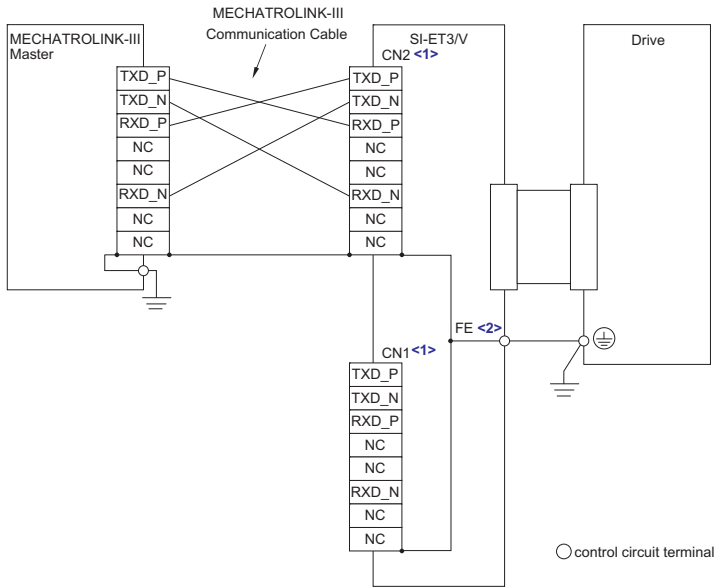 MECHATROLINK-III
Communication Cable
MECHATROLINK-III
Master
SI-ET3/V
Drive
CN2 <1>
TXD_P
TXD_N
RXD_P
NC
NC
RXD_N
NC
NC
TXD_P
TXD_N
RXD_P
NC
NC
RXD_N
NC
NC
FE <2>
CN1 <1>
TXD_P
TXD_N
RXD_P
NC
NC
RXD_N
NC
NC
control circuit terminal